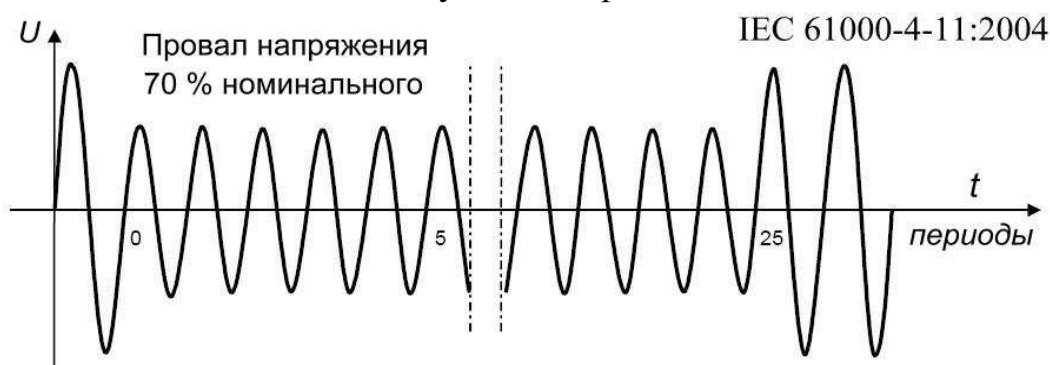 U
Провал напряжения
70 % номинального
IEC 61000-4-11:2004
t
0
5
25
периоды